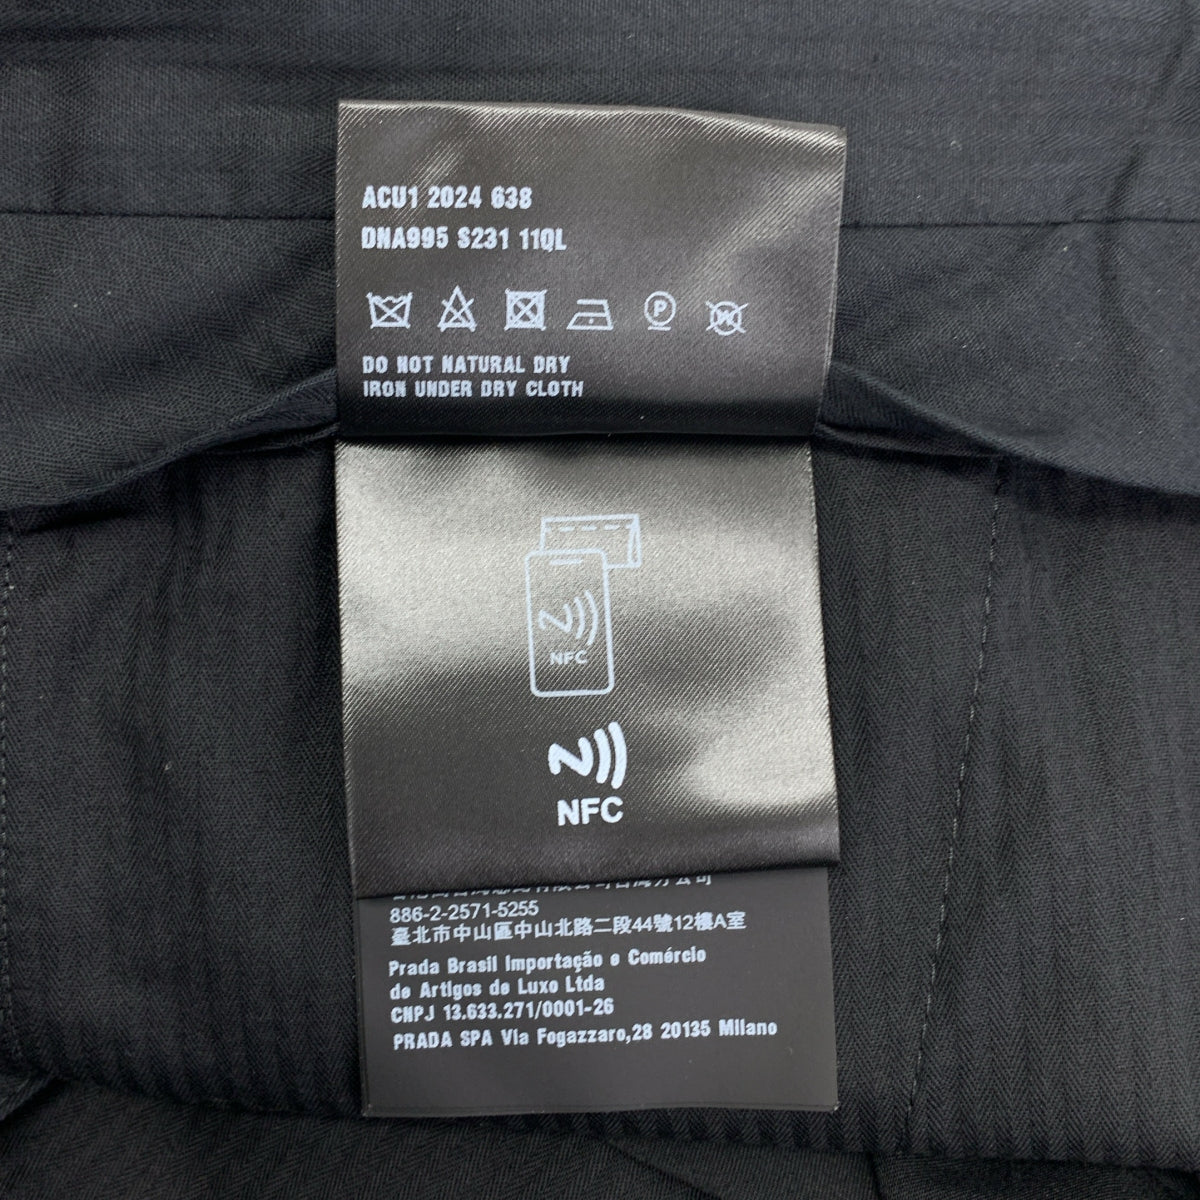 ACU1 2024 638
DNA995 S231 11QL
P
W
DO NOT NATURAL DRY
IRON UNDER DRY CLOTH
NFC
NFC
886-2-2571-5255
臺北市中山區中山北路二段44號12樓A室
Prada Brasil Importação e Comércio
de Artigos de Luxo Ltda
CNPJ 13.633.271/0001-26
PRADA SPA Via Fogazzaro,28 20135 Milano